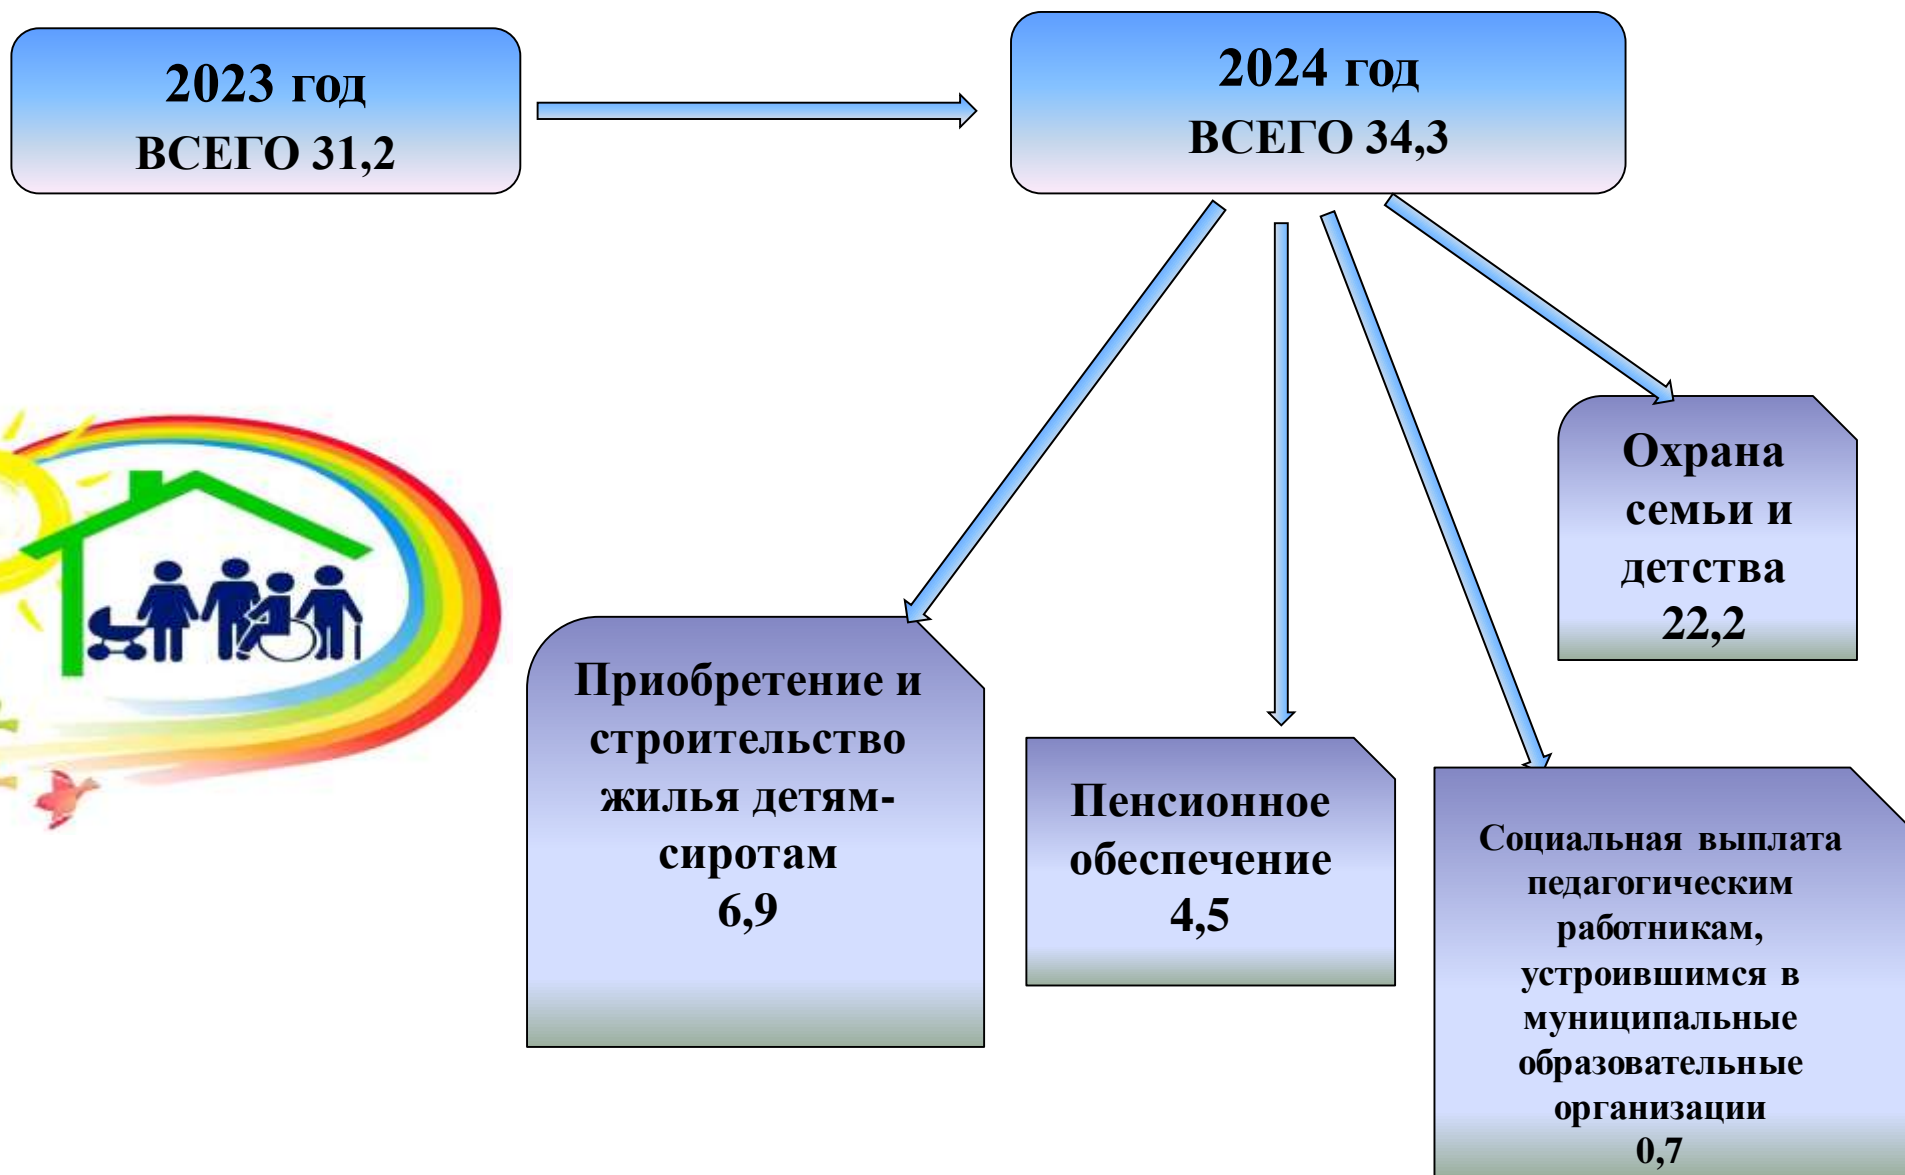 2023 год
ВСЕГО 31,2
2024 год
ВСЕГО 34,3
Охрана
семьи и
детства
22,2
Приобретение и
строительство
жилья детям-
сиротам
6,9
Пенсионное
обеспечение
4,5
Социальная выплата
педагогическим
работникам,
устроившимся в
муниципальные
образовательные
организации
0,7